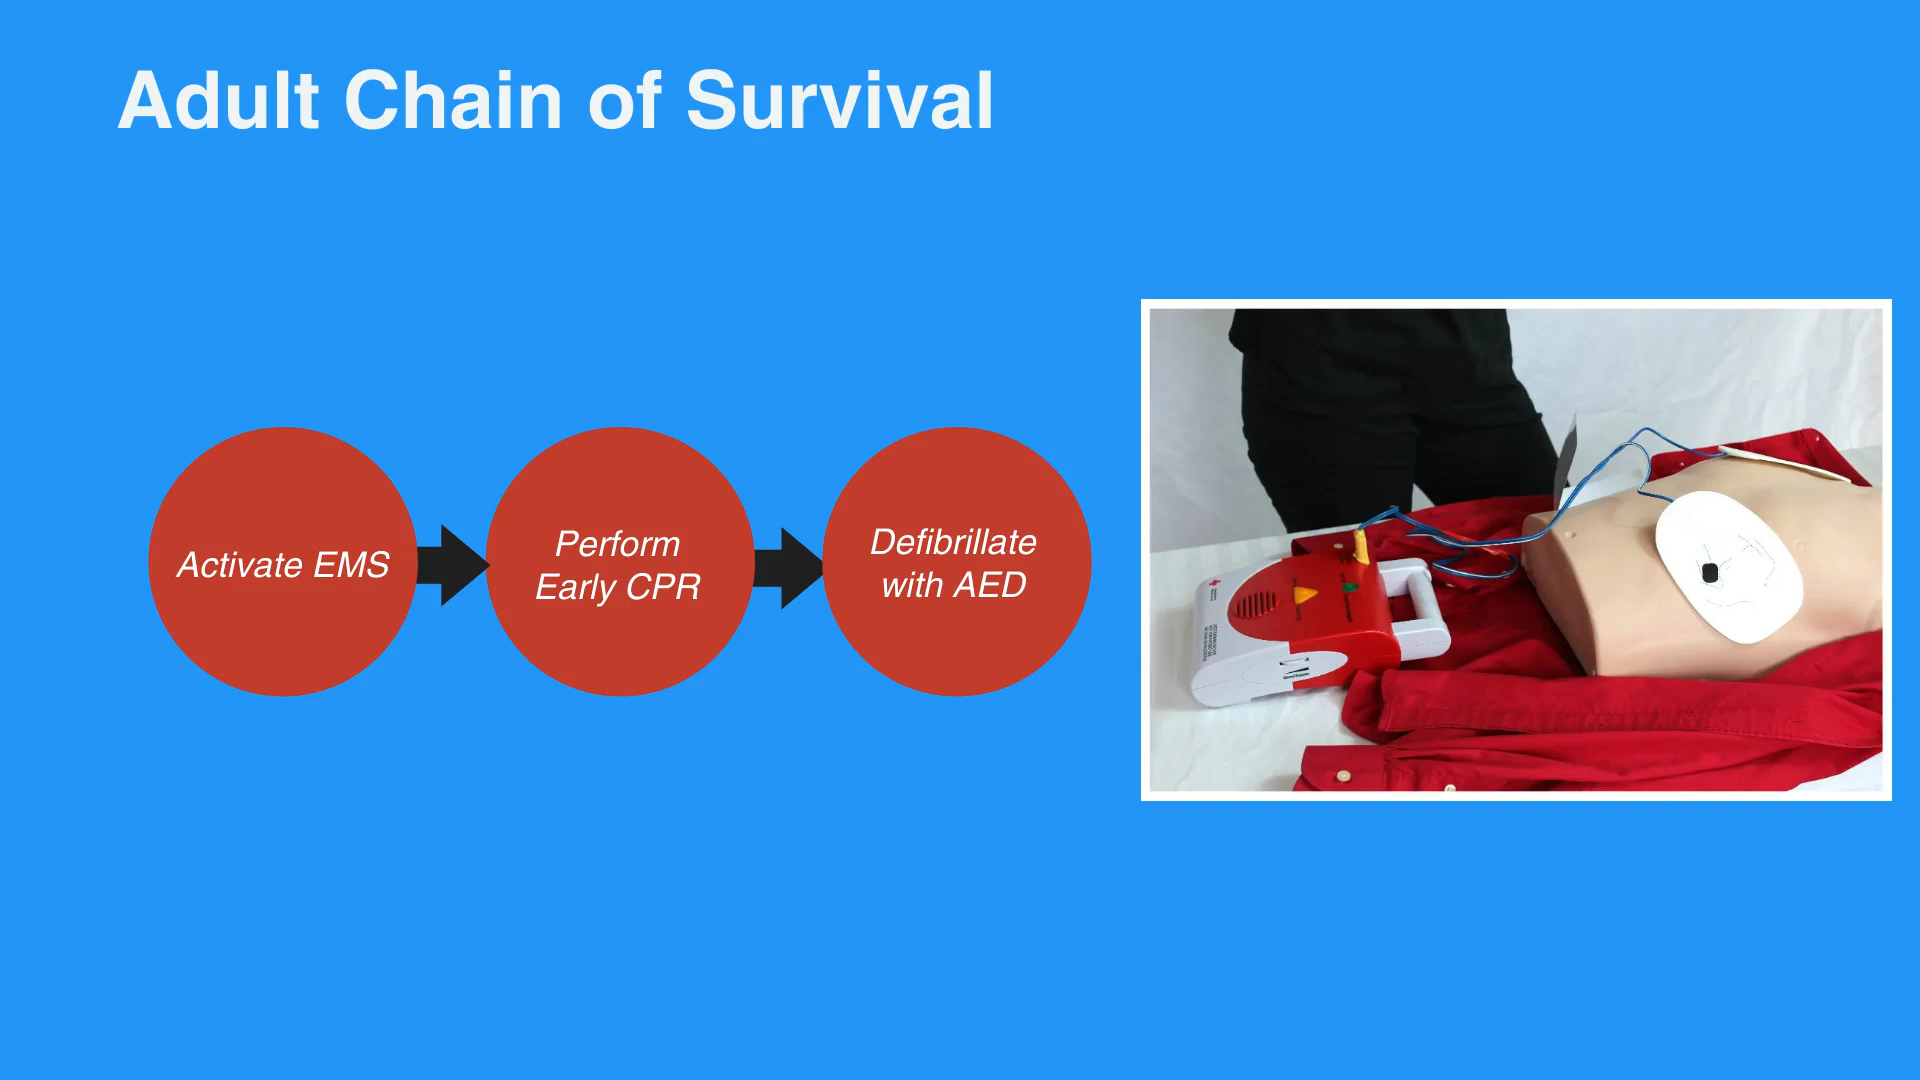 Adult Chain of Survival
Activate EMS
Perform
Early CPR
Defibrillate
with AED